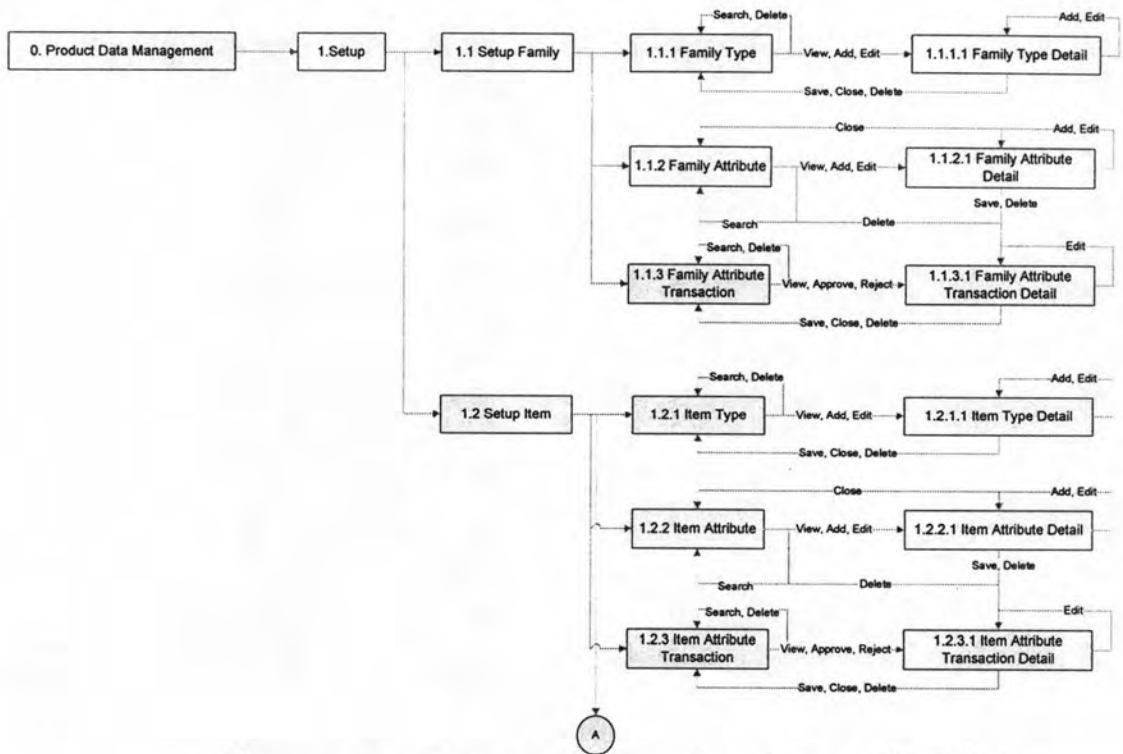 Search, Delete
Add, Edit
0. Product Data Management
1.Setup
1.1 Setup Family
1.1.1 Family Type
View, Add, Edit
1.1.1.1 Family Type Detail
Save, Close, Delete
Close
Add, Edit
1.1.2 Family Attribute
View, Add, Edit
1.1.2.1 Family Attribute
Detail
Save, Delete
Search
Delete
Search, Delete
Edit
1.1.3 Family Attribute
Transaction
View, Approve, Reject
1.1.3.1 Family Attribute
Transaction Detail
Save, Close, Delete
Search, Delete
Add, Edit
1.2 Setup Item
1.2.1 Item Type
View, Add, Edit
1.2.1.1 Item Type Detail
Save, Close, Delete
Close
Add, Edit
1.2.2 Item Attribute
View, Add, Edit
1.2.2.1 Item Attribute Detail
Save, Delete
Search
Delete
Search, Delete
Edit
1.2.3 Item Attribute
Transaction
View, Approve, Reject
1.2.3.1 Item Attribute
Transaction Detail
Save, Close, Delete
A